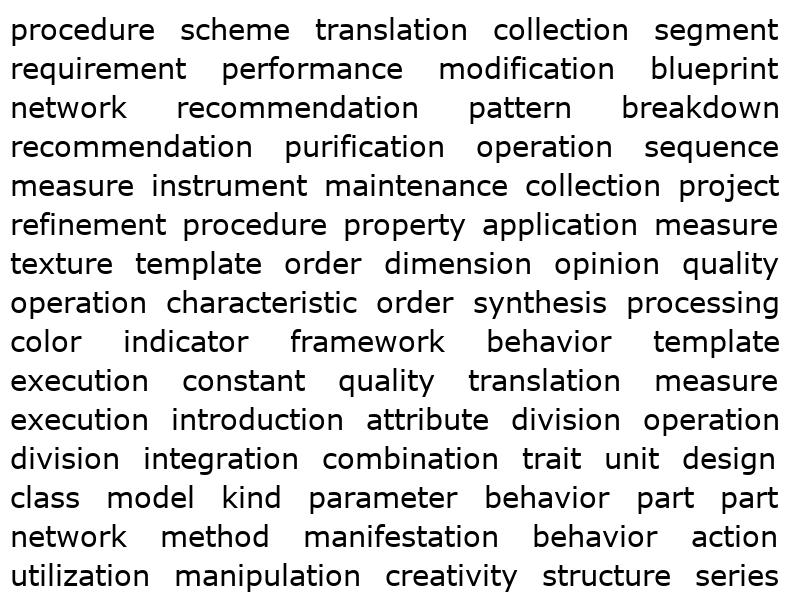 procedure scheme translation collection segment
requirement performance modification blueprint
network recommendation pattern breakdown
recommendation purification operation sequence
measure instrument maintenance collection project
refinement procedure property application measure
texture template order dimension opinion quality
operation characteristic order synthesis processing
color indicator framework behavior template
execution constant quality translation measure
execution introduction attribute division operation
division integration combination trait unit design
class model kind parameter behavior part part
network method manifestation behavior action
utilization manipulation creativity structure series